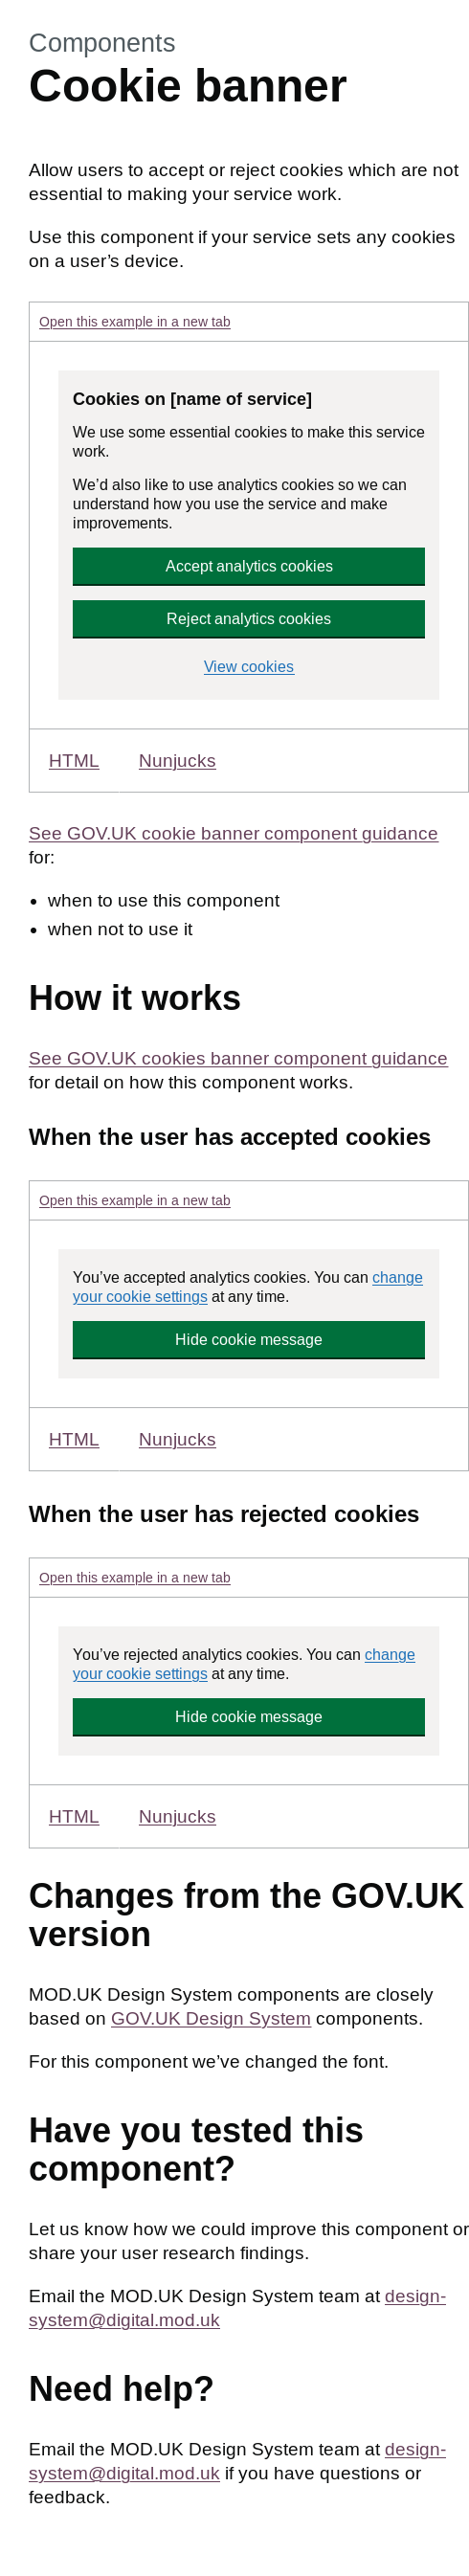 Components
Cookie banner
Allow users to accept or reject cookies which are not
essential to making your service work.
Use this component if your service sets any cookies
on a user’s device.
Open this example in a new tab
Cookies on [name of service]
We use some essential cookies to make this service
work.
We’d also like to use analytics cookies so we can
understand how you use the service and make
improvements.
Accept analytics cookies
Reject analytics cookies
View cookies
HTML Nunjucks
See GOV.UK cookie banner component guidance
for:
• when to use this component
• when not to use it
How it works
See GOV.UK cookies banner component guidance
for detail on how this component works.
When the user has accepted cookies
Open this example in a new tab
You’ve accepted analytics cookies. You can change
your cookie settings at any time.
Hide cookie message
HTML Nunjucks
When the user has rejected cookies
Open this example in a new tab
You’ve rejected analytics cookies. You can change
your cookie settings at any time.
Hide cookie message
HTML Nunjucks
Changes from the GOV.UK
version
MOD.UK Design System components are closely
based on GOV.UK Design System components.
For this component we’ve changed the font.
Have you tested this
component?
Let us know how we could improve this component or
share your user research findings.
Email the MOD.UK Design System team at design-
system@digital.mod.uk
Need help?
Email the MOD.UK Design System team at design-
system@digital.mod.uk if you have questions or
feedback.